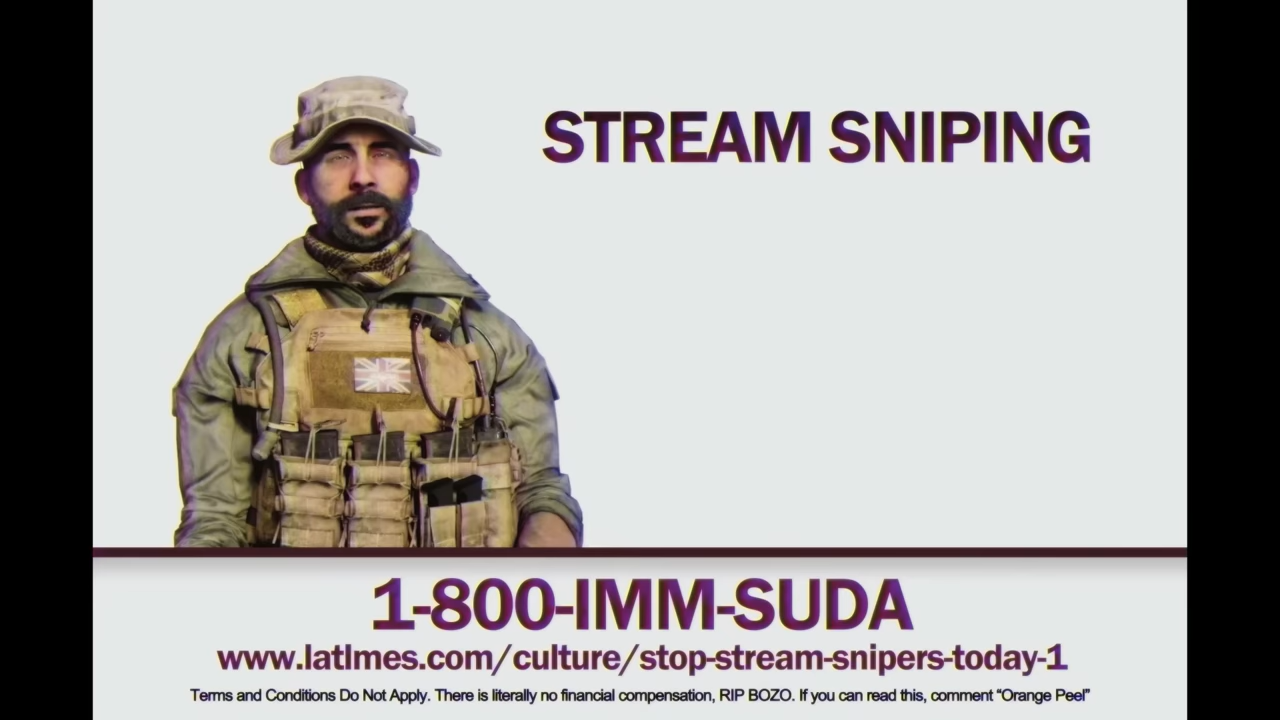 STREAM SNIPING
1-800-IMM-SUDA
www.latlmes.com/culture/stop-stream-snipers-today-1
Terms and Conditions Do Not Apply. There is literally no financial compensation, RIP BOZO. If you can read this, comment “Orange Peel”